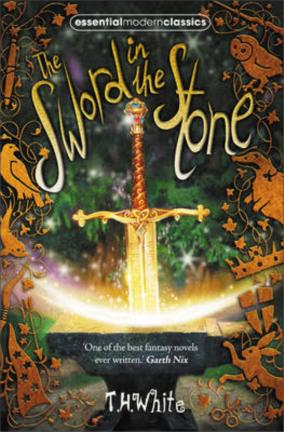 essentialmodernclassics
The
Sword in
the Stone
'One of the best fantasy novels
ever written.' Garth Nix
T.H.White